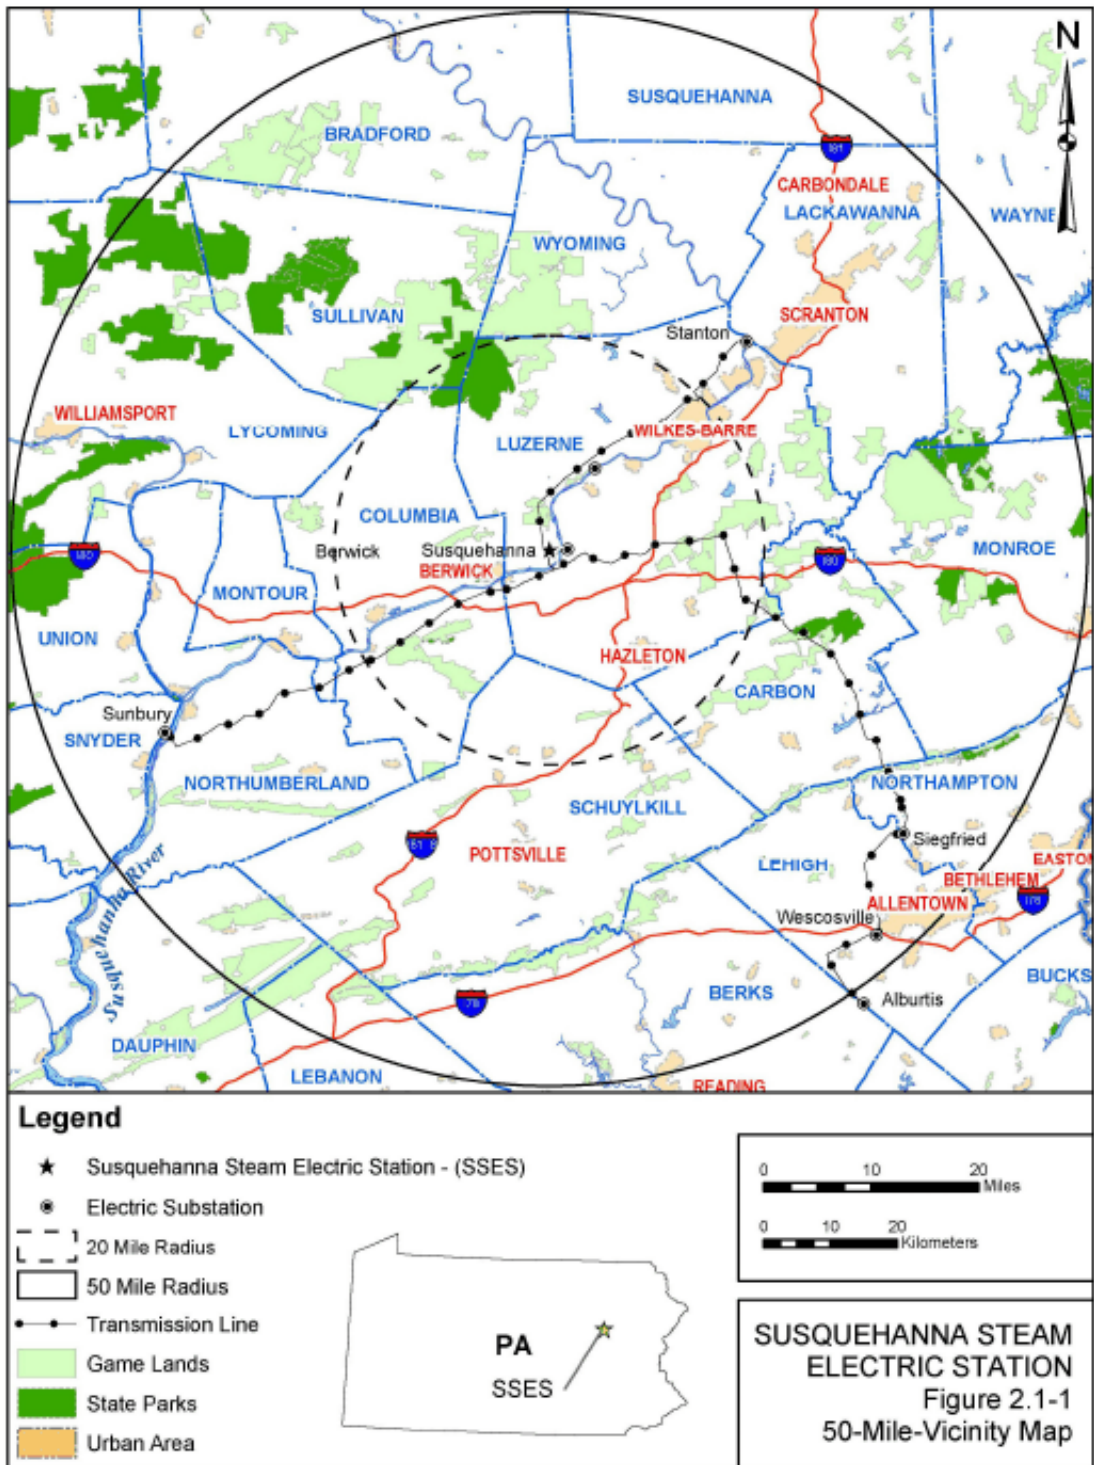 N
SUSQUEHANNA
BRADFORD
CARBONDALE
LACKAWANNA
WAYNE
WYOMING
SULLIVAN
SCRANTON
Stanton
WILLIAMSPORT
LYCOMING
LUZERNE
WILKES-BARRE
COLUMBIA
Berwick
Susquehanna
BERWICK
MONROE
180
MONTOUR
UNION
HAZLETON
CARBON
Sunbury
SNYDER
NORTHUMBERLAND
NORTHAMPTON
SCHUYLKILL
Siegfried
POTTSVILLE
LEHIGH
EASTON
BETHLEHEM
ALLENTOWN
Susquehanna River
Wescosville
BUCKS
BERKS
Alburtis
DAUPHIN
LEBANON
READING
Legend
Susquehanna Steam Electric Station - (SSES)
Electric Substation
20 Mile Radius
50 Mile Radius
Transmission Line
Game Lands
State Parks
Urban Area
PA
SSES
0 10 20
Miles
0 10 20
Kilometers
SUSQUEHANNA STEAM
ELECTRIC STATION
Figure 2.1-1
50-Mile-Vicinity Map